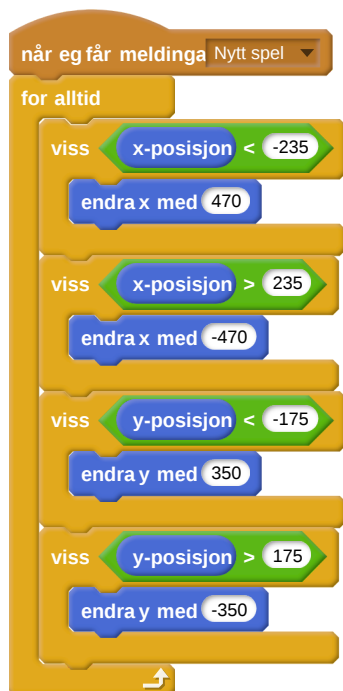 når eg får meldinga Nytt spel
for alltid
viss x-posisjon < -235
endra x med 470
viss x-posisjon > 235
endra x med -470
viss y-posisjon < -175
endra y med 350
viss y-posisjon > 175
endra y med -350